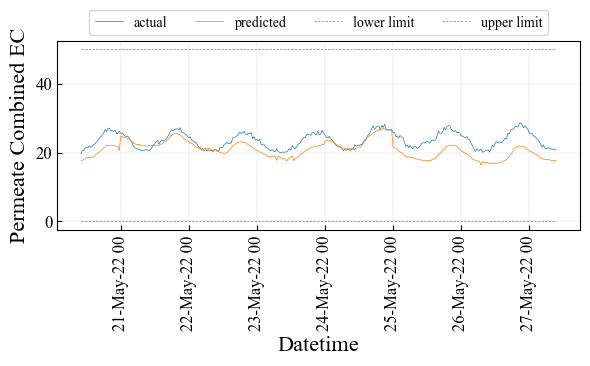 actual predicted lower limit upper limit
Permeate Combined EC
40
20
0
21-May-22 00
22-May-22 00
23-May-22 00
24-May-22 00
25-May-22 00
26-May-22 00
27-May-22 00
Datetime